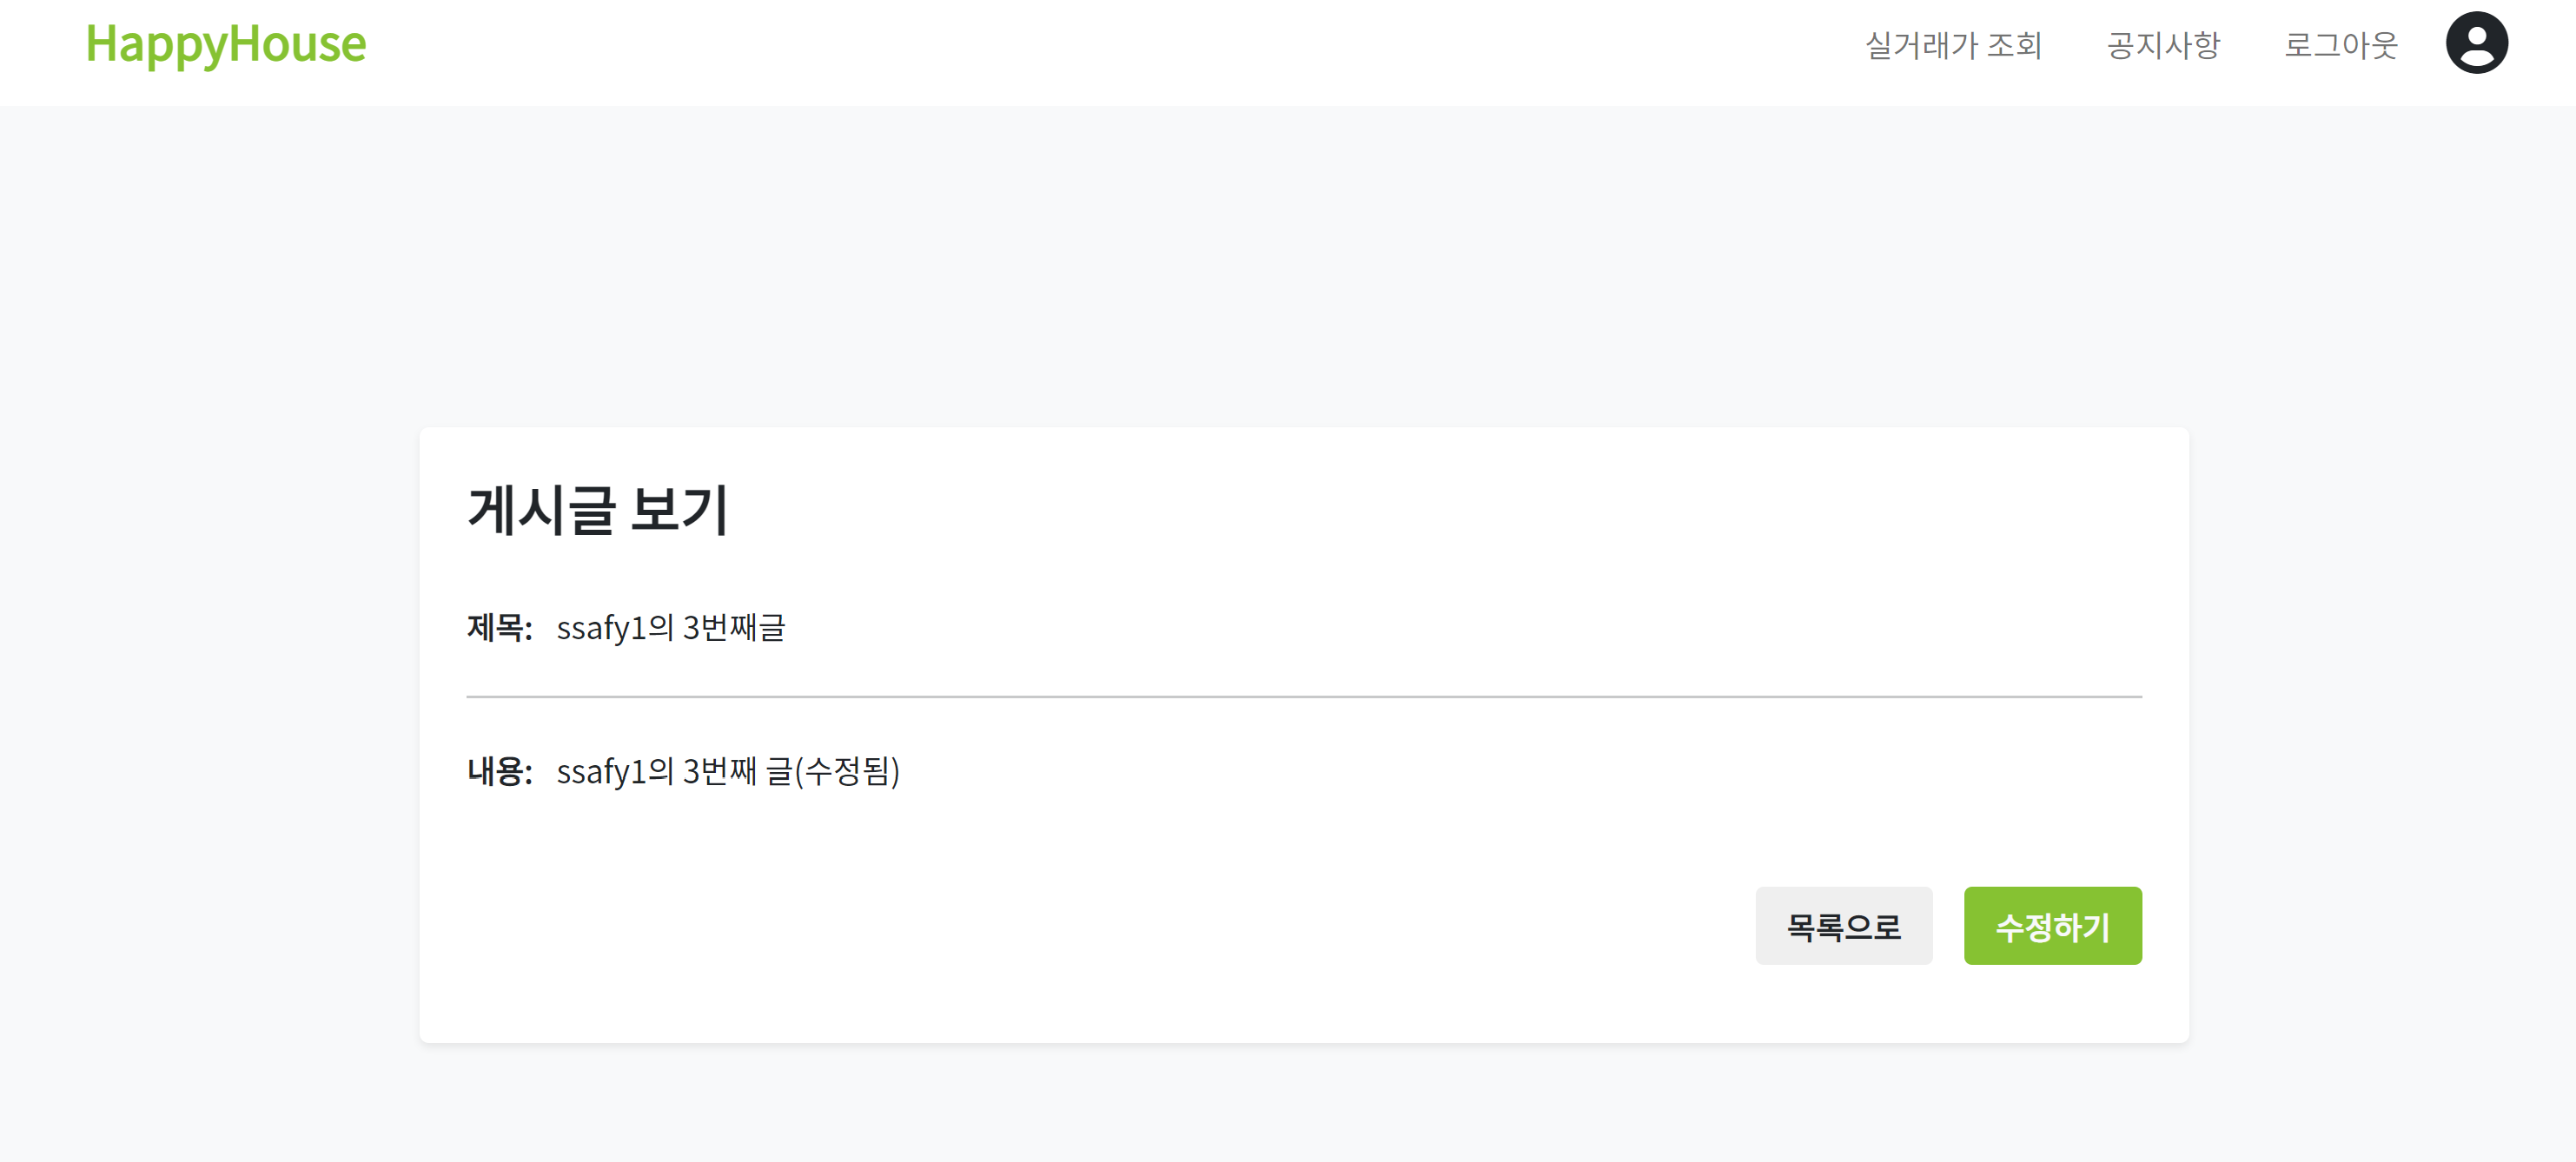 HappyHouse
실거래가 조회 공지사항 로그아웃
게시글 보기
제목: ssafy1의 3번째글
내용: ssafy1의 3번째 글(수정됨)
목록으로 수정하기